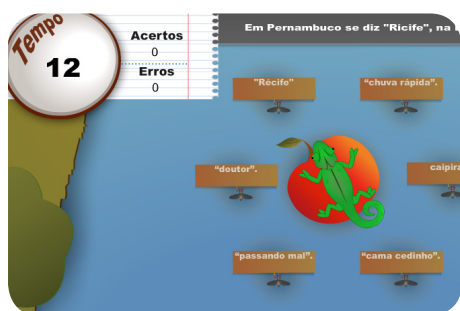 Tempo
12
Acertos
0
Erros
0
Em Pernambuco se diz "Ricife", na
"Récife"
“chuva rápida”.
“doutor”.
caipira
“passando mal”.
“cama cedinho”.